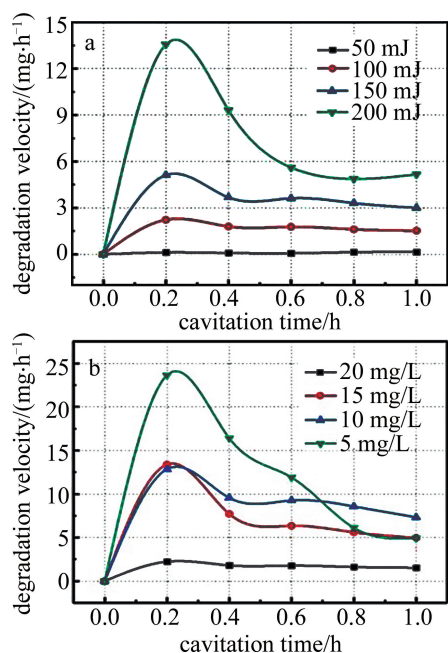 a
50 mJ
100 mJ
150 mJ
200 mJ
15
12
9
6
3
0
degradation velocity/(mg·h⁻¹)
0.0 0.2 0.4 0.6 0.8 1.0
cavitation time/h
b
20 mg/L
15 mg/L
10 mg/L
5 mg/L
25
20
15
10
5
0
degradation velocity/(mg·h⁻¹)
0.0 0.2 0.4 0.6 0.8 1.0
cavitation time/h